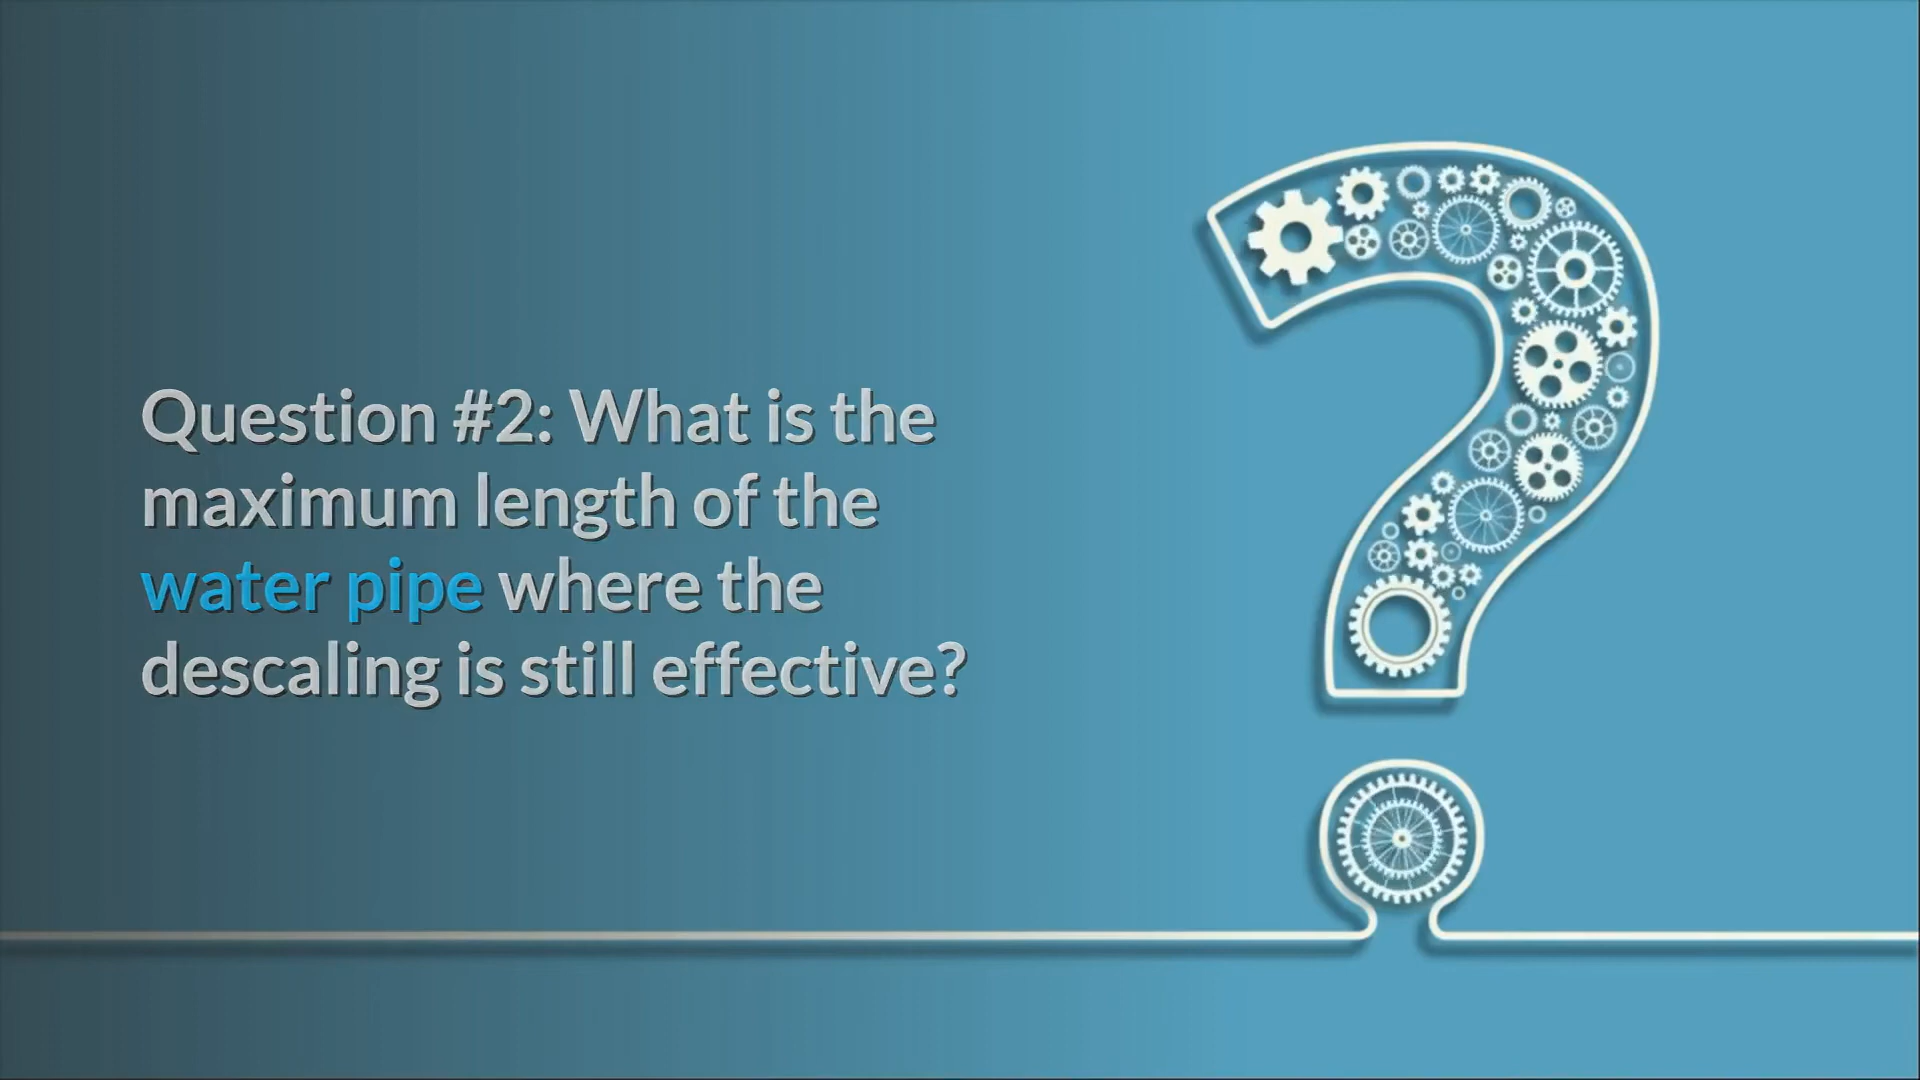 Question #2: What is the
maximum length of the
water pipe where the
descaling is still effective?